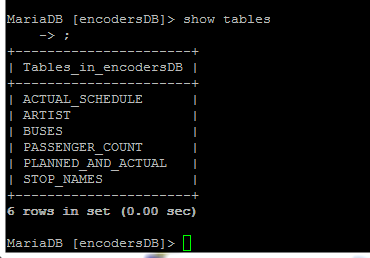 MariaDB [encodersDB]> show tables
    -> ;
+----------------------+
| Tables_in_encodersDB |
+----------------------+
| ACTUAL_SCHEDULE      |
| ARTIST               |
| BUSES                |
| PASSENGER_COUNT      |
| PLANNED_AND_ACTUAL   |
| STOP_NAMES           |
+----------------------+
6 rows in set (0.00 sec)
MariaDB [encodersDB]>